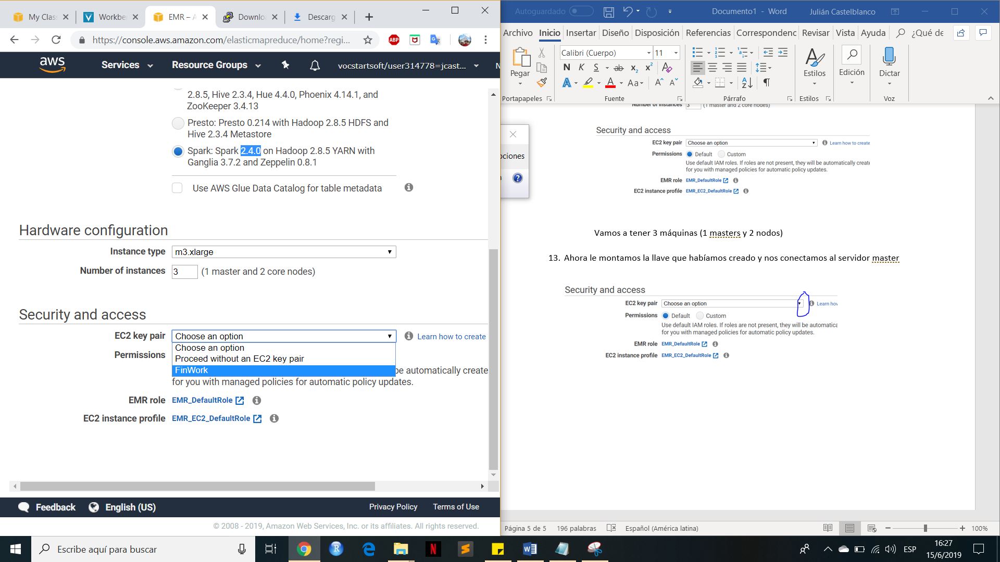 My Clas
Workbe
EMR – A
Downlo
Descarg
https://console.aws.amazon.com/elasticmapreduce/home?regi...
ABP
aws
Services
Resource Groups
vocstartsoft/user314778=jcast...
N
2.8.5, Hive 2.3.4, Hue 4.4.0, Phoenix 4.14.1, and
ZooKeeper 3.4.13
Presto: Presto 0.214 with Hadoop 2.8.5 HDFS and
Hive 2.3.4 Metastore
Spark: Spark 2.4.0 on Hadoop 2.8.5 YARN with
Ganglia 3.7.2 and Zeppelin 0.8.1
Use AWS Glue Data Catalog for table metadata
Hardware configuration
Instance type m3.xlarge
Number of instances 3 (1 master and 2 core nodes)
Security and access
EC2 key pair Choose an option Learn how to create
Choose an option
Permissions
Proceed without an EC2 key pair
FinWork
be automatically create
for you with managed policies for automatic policy updates.
EMR role EMR_DefaultRole
EC2 instance profile EMR_EC2_DefaultRole
Feedback English (US) Privacy Policy Terms of Use
© 2008 - 2019, Amazon Web Services, Inc. or its affiliates. All rights reserved.
Autoguardado Documento1 - Word Julián Castelblanco
Archivo Inicio Insertar Diseño Disposición Referencias Correspondenc Revisar Vista Ayuda ¿Qué de
Pegar
Calibri (Cuerpo) 11
N K S ab x₂ x² A
A A Aa A A
Estilos Edición Dictar
Portapapeles Fuente Párrafo Estilos Voz
Number of instances 3 (1 master and 2 core nodes)
Security and access
EC2 key pair Choose an option Learn how to create
Permissions Default Custom
Use default IAM roles. If roles are not present, they will be automatically create
for you with managed policies for automatic policy updates.
EMR role EMR_DefaultRole
EC2 instance profile EMR_EC2_DefaultRole
pciones
Vamos a tener 3 máquinas (1 masters y 2 nodos)
13. Ahora le montamos la llave que habíamos creado y nos conectamos al servidor master
Security and access
EC2 key pair Choose an option Learn how
Permissions Default Custom
Use default IAM roles. If roles are not present, they will be automatica
for you with managed policies for automatic policy updates.
EMR role EMR_DefaultRole
EC2 instance profile EMR_EC2_DefaultRole
Página 5 de 5 196 palabras Español (América latina) 100%
Escribe aquí para buscar
ESP
16:27
15/6/2019